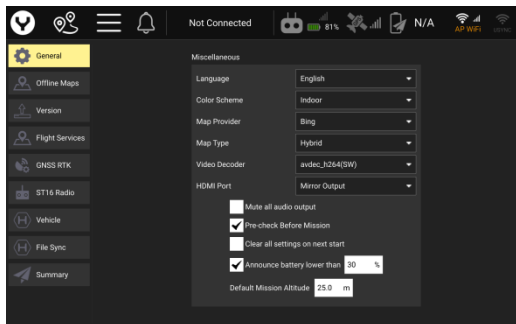 Not Connected 81% N/A AP WiFi
General
Offline Maps
Version
Flight Services
GNSS RTK
ST16 Radio
Vehicle
File Sync
Summary
Miscellaneous
Language English
Color Scheme Indoor
Map Provider Bing
Map Type Hybrid
Video Decoder avdec_h264(SW)
HDMI Port Mirror Output
Mute all audio output
Pre-check Before Mission
Clear all settings on next start
Announce battery lower than 30 %
Default Mission Altitude 25.0 m